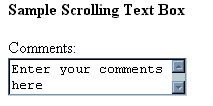 Sample Scrolling Text Box
Comments:
Enter your comments
here